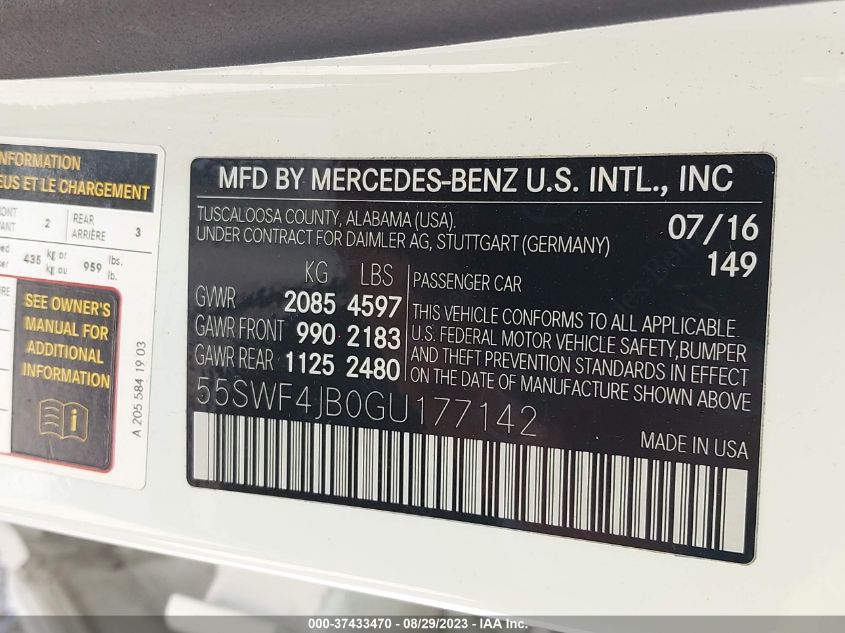 NFORMATION
EUS ET LE CHARGEMENT
2 REAR ARRIÈRE 3
435 kg or kg ou 959 lbs. lb.
SEE OWNER'S
MANUAL FOR
ADDITIONAL
INFORMATION
A 205 584 19 03
MFD BY MERCEDES-BENZ U.S. INTL., INC
TUSCALOOSA COUNTY, ALABAMA (USA).
UNDER CONTRACT FOR DAIMLER AG, STUTTGART (GERMANY)
07/16
149
KG LBS
GVWR 2085 4597
GAWR FRONT 990 2183
GAWR REAR 1125 2480
PASSENGER CAR
THIS VEHICLE CONFORMS TO ALL APPLICABLE
U.S. FEDERAL MOTOR VEHICLE SAFETY,BUMPER
AND THEFT PREVENTION STANDARDS IN EFFECT
ON THE DATE OF MANUFACTURE SHOWN ABOVE
55SWF4JB0GU177142
MADE IN USA
000-37433470 - 08/29/2023 - IAA Inc.